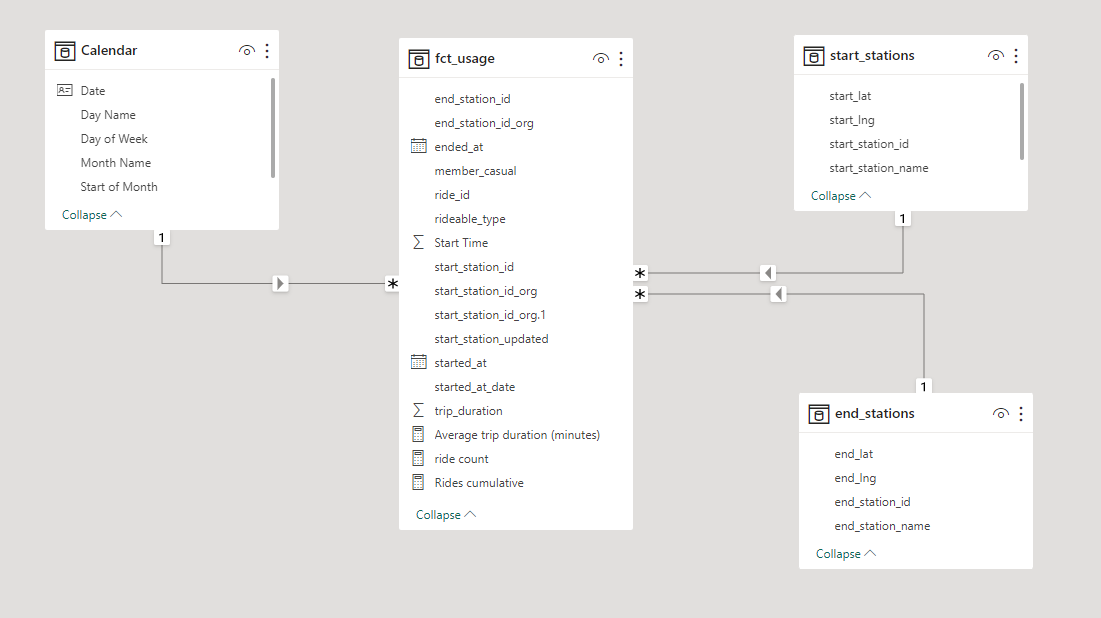 Calendar
Date
Day Name
Day of Week
Month Name
Start of Month
Collapse
1
*
fct_usage
end_station_id
end_station_id_org
ended_at
member_casual
ride_id
rideable_type
Σ Start Time
start_station_id
start_station_id_org
start_station_id_org.1
start_station_updated
started_at
started_at_date
Σ trip_duration
Average trip duration (minutes)
ride count
Rides cumulative
Collapse
start_stations
start_lat
start_lng
start_station_id
start_station_name
Collapse
1
*
*
1
end_stations
end_lat
end_lng
end_station_id
end_station_name
Collapse